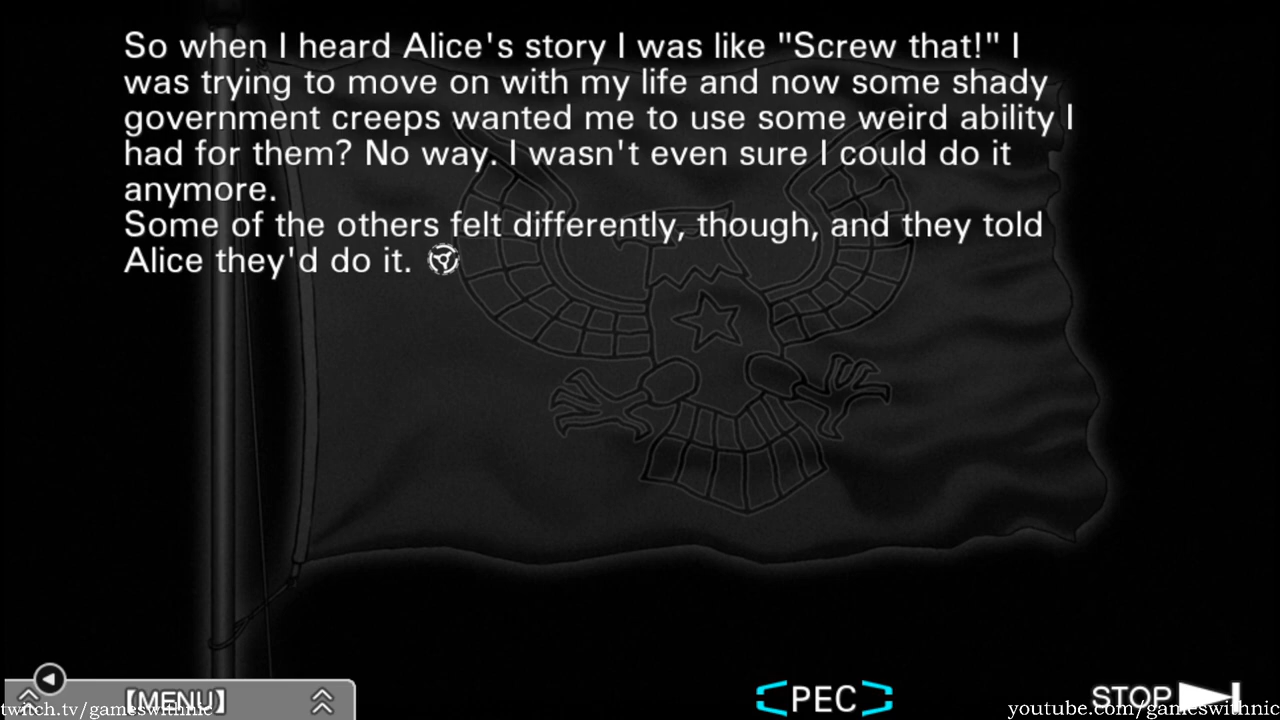 So when I heard Alice's story I was like "Screw that!" I
was trying to move on with my life and now some shady
government creeps wanted me to use some weird ability I
had for them? No way. I wasn't even sure I could do it
anymore.
Some of the others felt differently, though, and they told
Alice they'd do it.
【MENU】
PEC
STOP
twitch.tv/gameswithnic
youtube.com/gameswithnic